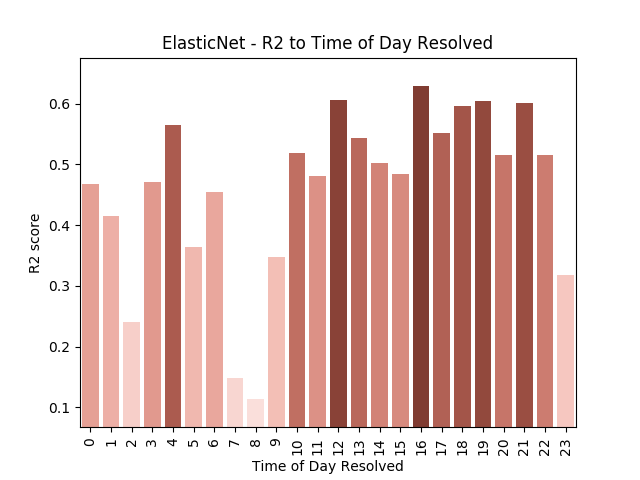 ElasticNet - R2 to Time of Day Resolved
R2 score
0.6
0.5
0.4
0.3
0.2
0.1
0 1 2 3 4 5 6 7 8 9 10 11 12 13 14 15 16 17 18 19 20 21 22 23
Time of Day Resolved